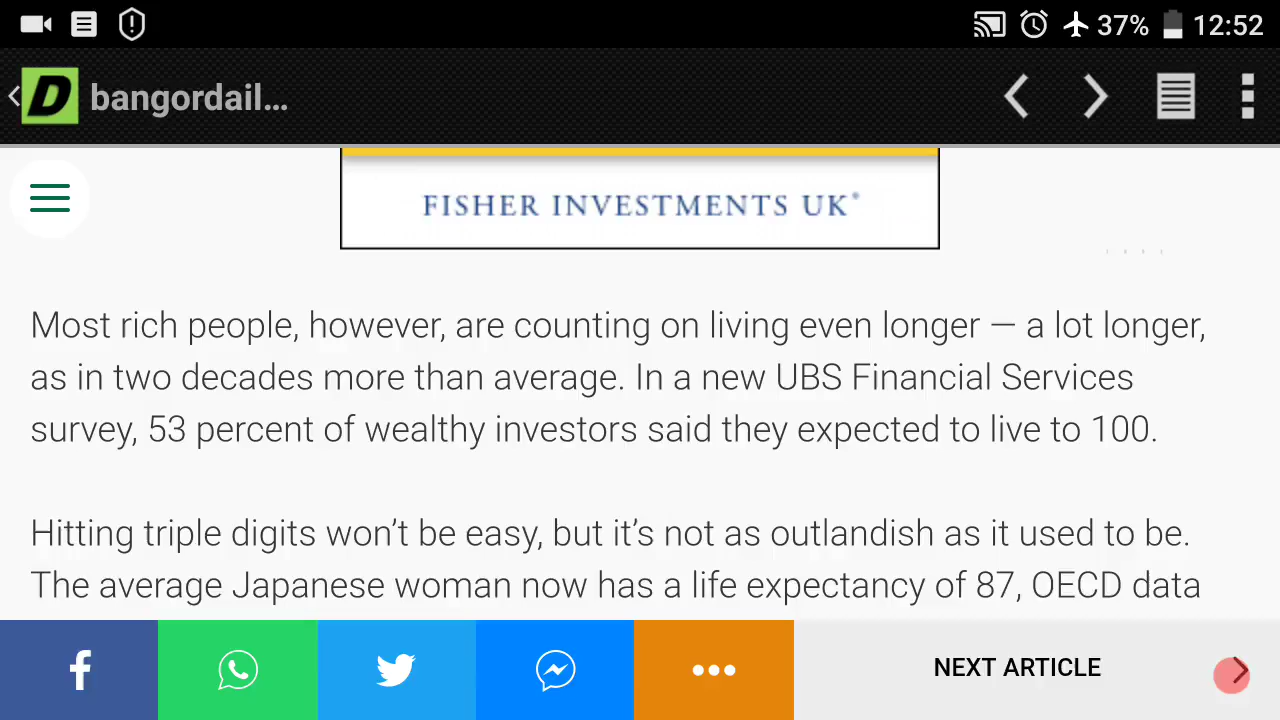 37% 12:52
D bangordail...
FISHER INVESTMENTS UK®
Most rich people, however, are counting on living even longer — a lot longer,
as in two decades more than average. In a new UBS Financial Services
survey, 53 percent of wealthy investors said they expected to live to 100.
Hitting triple digits won’t be easy, but it’s not as outlandish as it used to be.
The average Japanese woman now has a life expectancy of 87, OECD data
NEXT ARTICLE